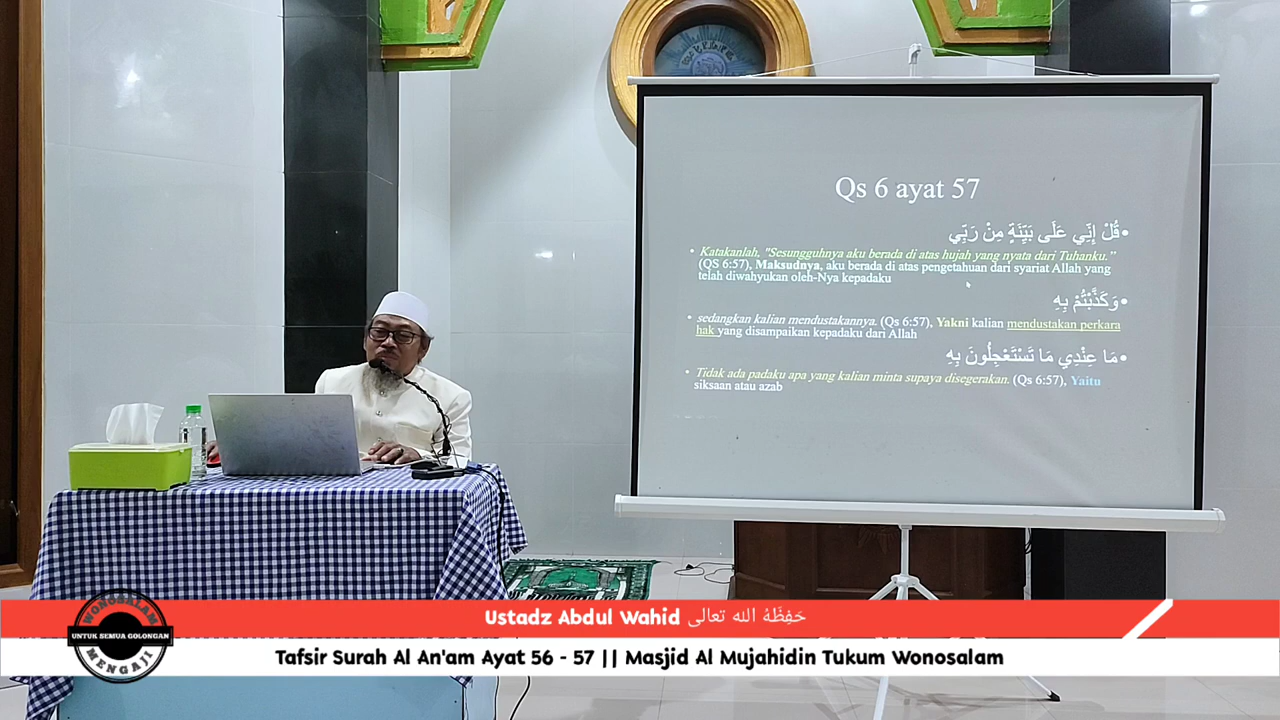 Qs 6 ayat 57
•قُلْ إِنِّي عَلَى بَيِّنَةٍ مِنْ رَبِّي
• Katakanlah, "Sesungguhnya aku berada di atas hujah yang nyata dari Tuhanku."
(QS 6:57), Maksudnya, aku berada di atas pengetahuan dari syariat Allah yang
telah diwahyukan oleh-Nya kepadaku
•وَكَذَّبْتُمْ بِهِ
• sedangkan kalian mendustakannya. (Qs 6:57), Yakni kalian mendustakan perkara
hak yang disampaikan kepadaku dari Allah
•مَا عِنْدِي مَا تَسْتَعْجِلُونَ بِهِ
• Tidak ada padaku apa yang kalian minta supaya disegerakan. (Qs 6:57), Yaitu
siksaan atau azab
Ustadz Abdul Wahid حَفِظَهُ الله تعالى
WONOSALAM
UNTUK SEMUA GOLONGAN
MENGAJI
Tafsir Surah Al An'am Ayat 56 - 57 || Masjid Al Mujahidin Tukum Wonosalam